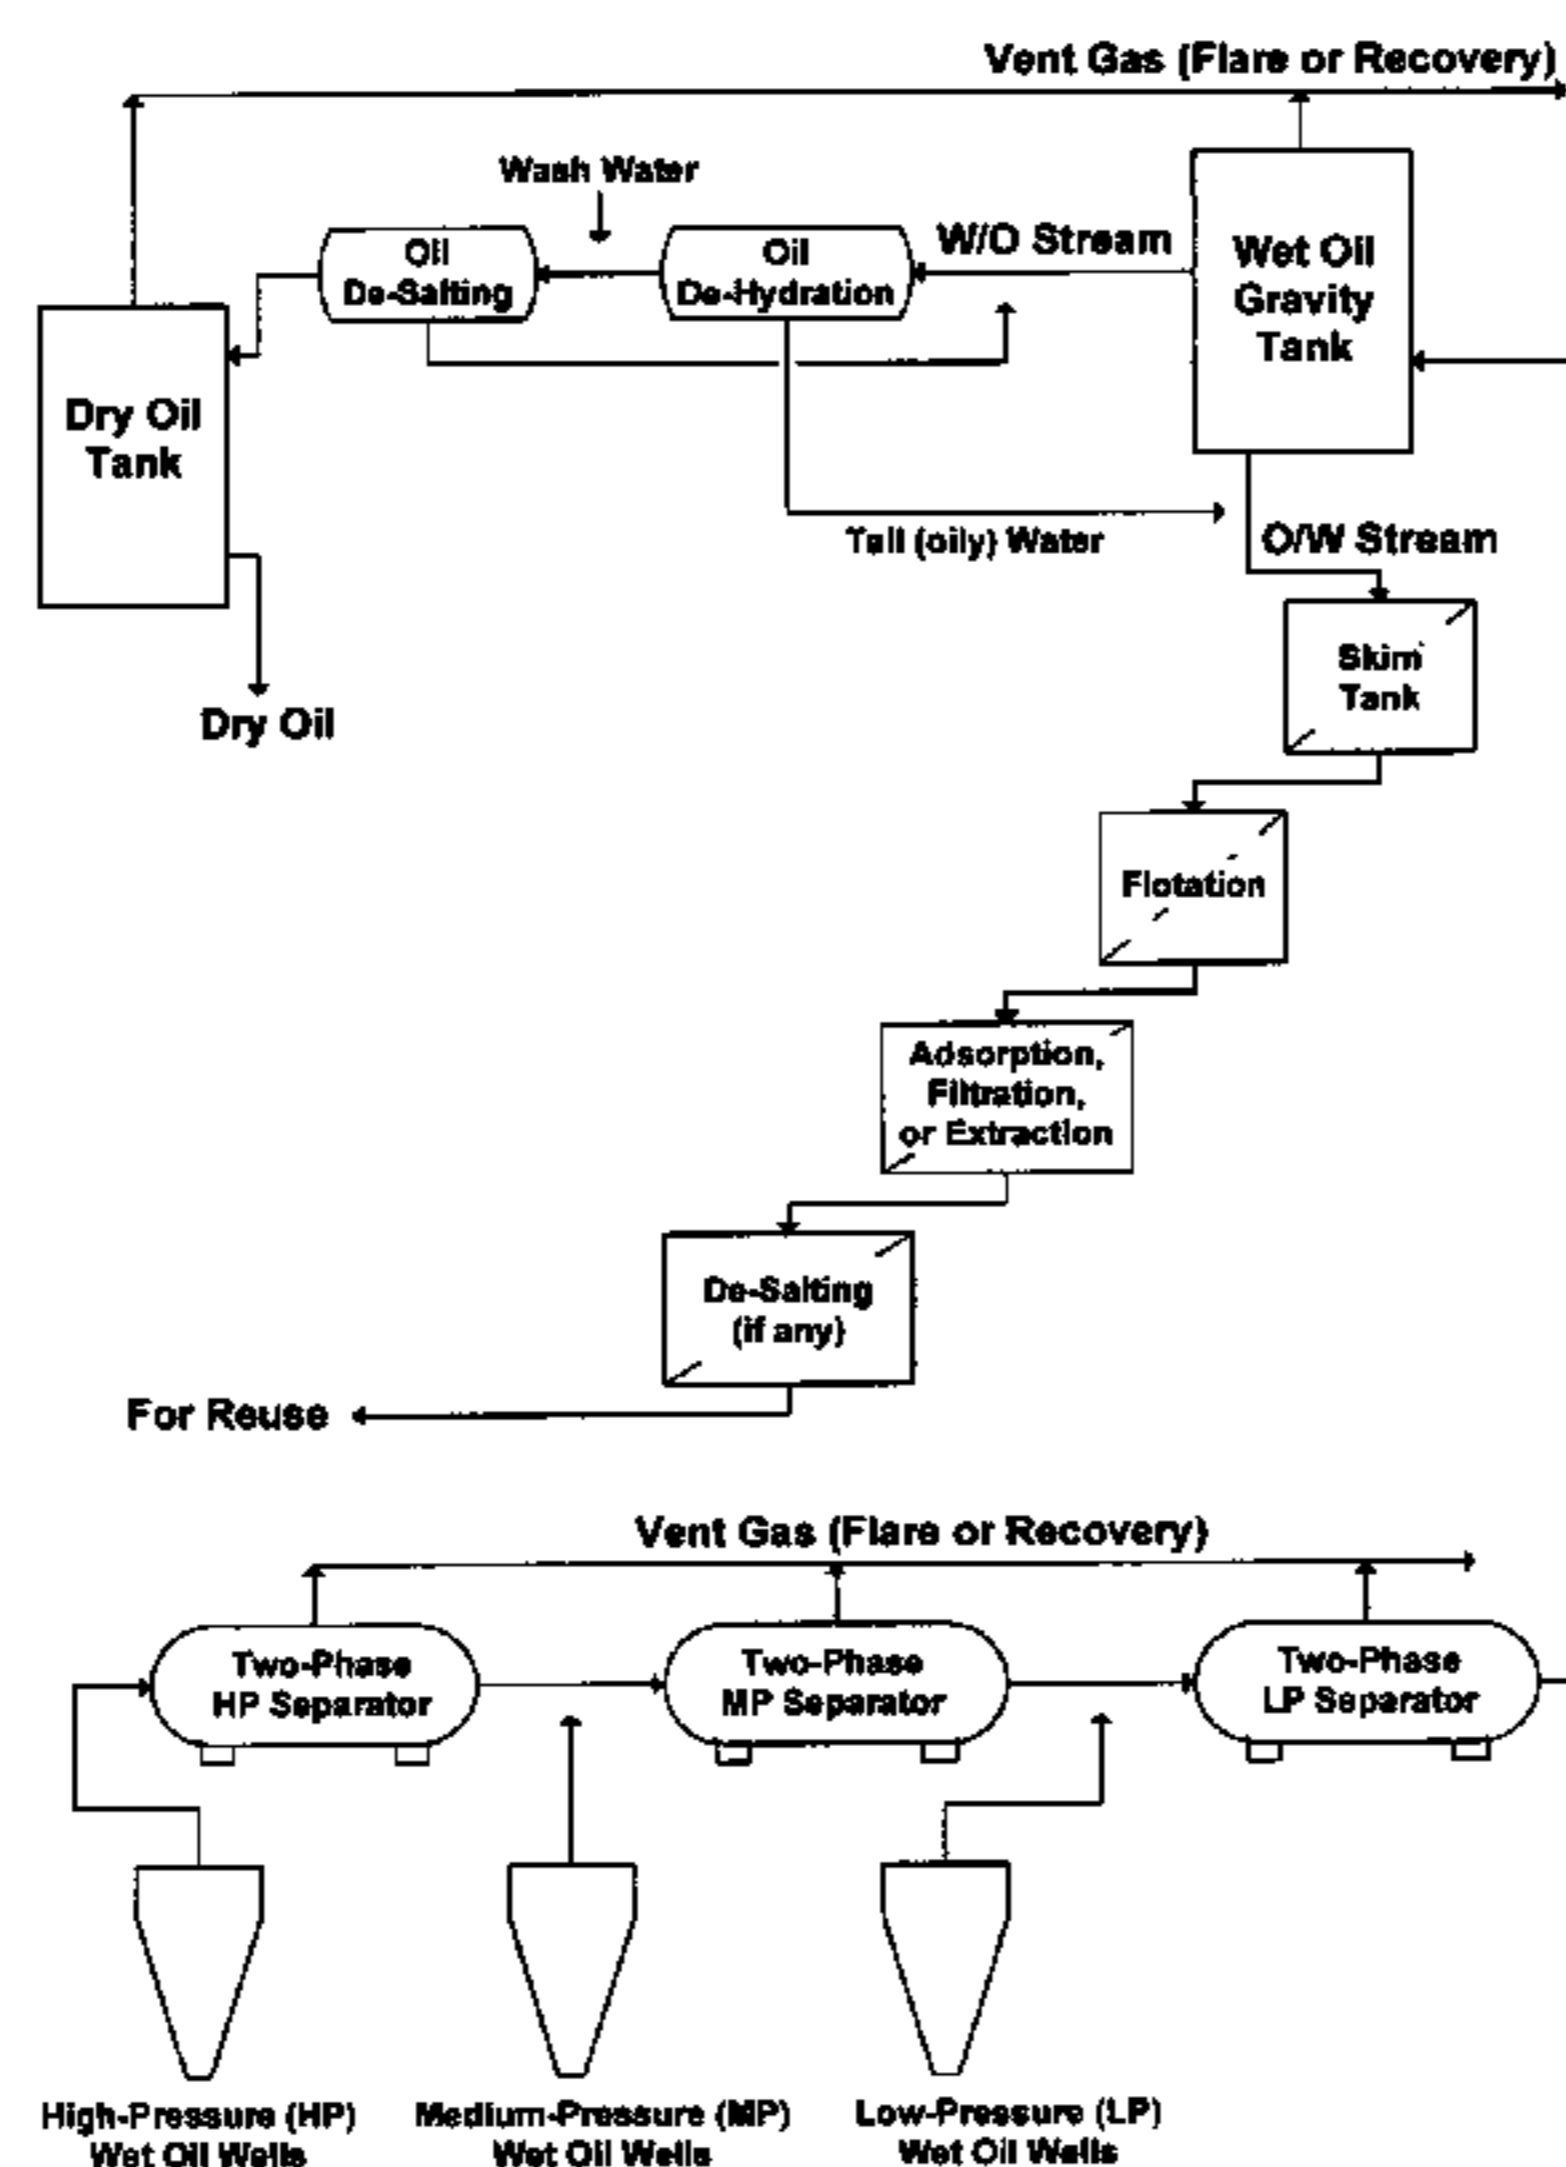 Vent Gas (Flare or Recovery)
Wash Water
Oil
De-Salting
Oil
De-Hydration
W/O Stream
Wet Oil
Gravity
Tank
Dry Oil
Tank
Tail (oily) Water
O/W Stream
Skim
Tank
Dry Oil
Flotation
Adsorption,
Filtration,
or Extraction
De-Salting
(if any)
For Reuse
Vent Gas (Flare or Recovery)
Two-Phase
HP Separator
Two-Phase
MP Separator
Two-Phase
LP Separator
High-Pressure (HP)
Wet Oil Wells
Medium-Pressure (MP)
Wet Oil Wells
Low-Pressure (LP)
Wet Oil Wells